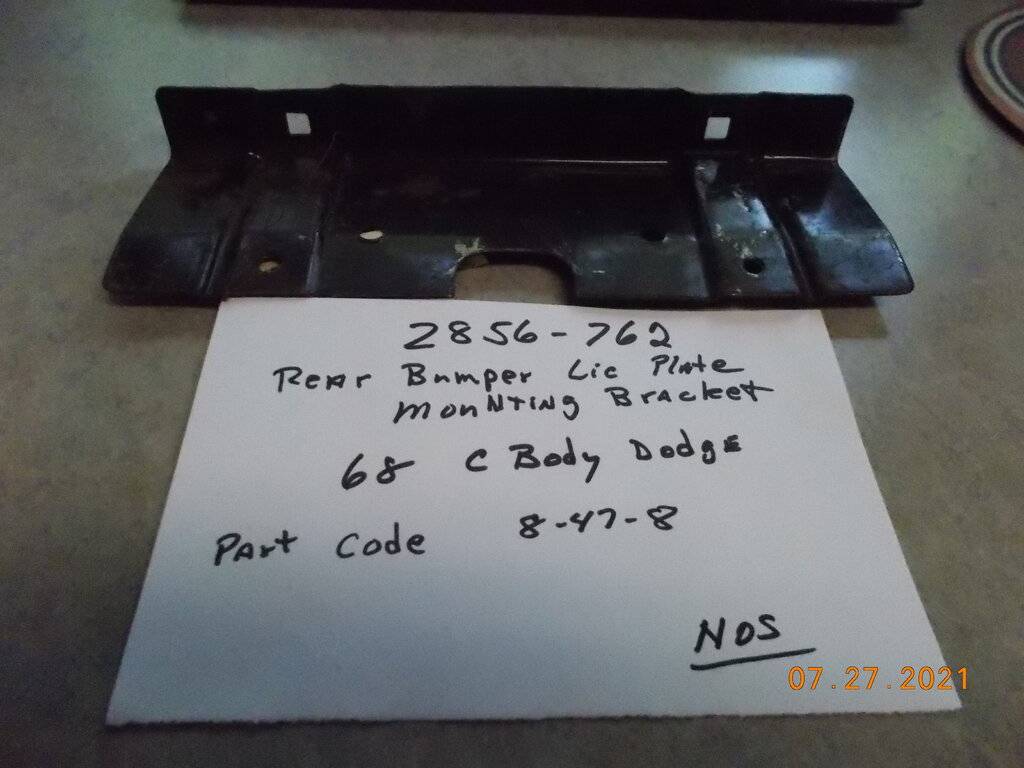 2856-762
Rear Bumper Lic Plate
Mounting Bracket
68 C Body Dodge
Part Code 8-47-8
NOS
07.27.2021